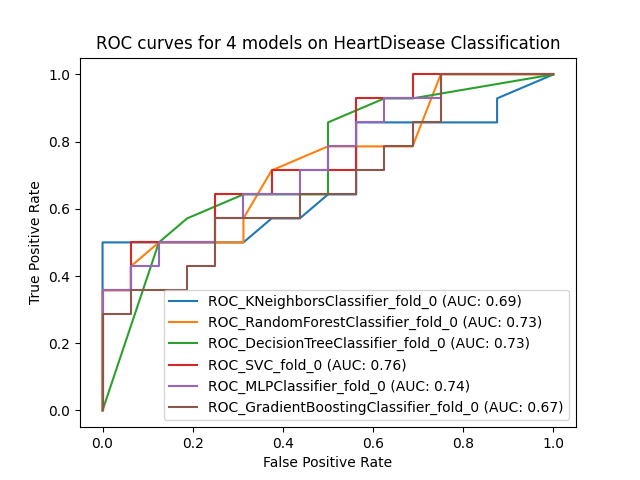 ROC curves for 4 models on HeartDisease Classification
True Positive Rate
1.0
0.8
0.6
0.4
0.2
0.0
ROC_KNeighborsClassifier_fold_0 (AUC: 0.69)
ROC_RandomForestClassifier_fold_0 (AUC: 0.73)
ROC_DecisionTreeClassifier_fold_0 (AUC: 0.73)
ROC_SVC_fold_0 (AUC: 0.76)
ROC_MLPClassifier_fold_0 (AUC: 0.74)
ROC_GradientBoostingClassifier_fold_0 (AUC: 0.67)
0.0 0.2 0.4 0.6 0.8 1.0
False Positive Rate